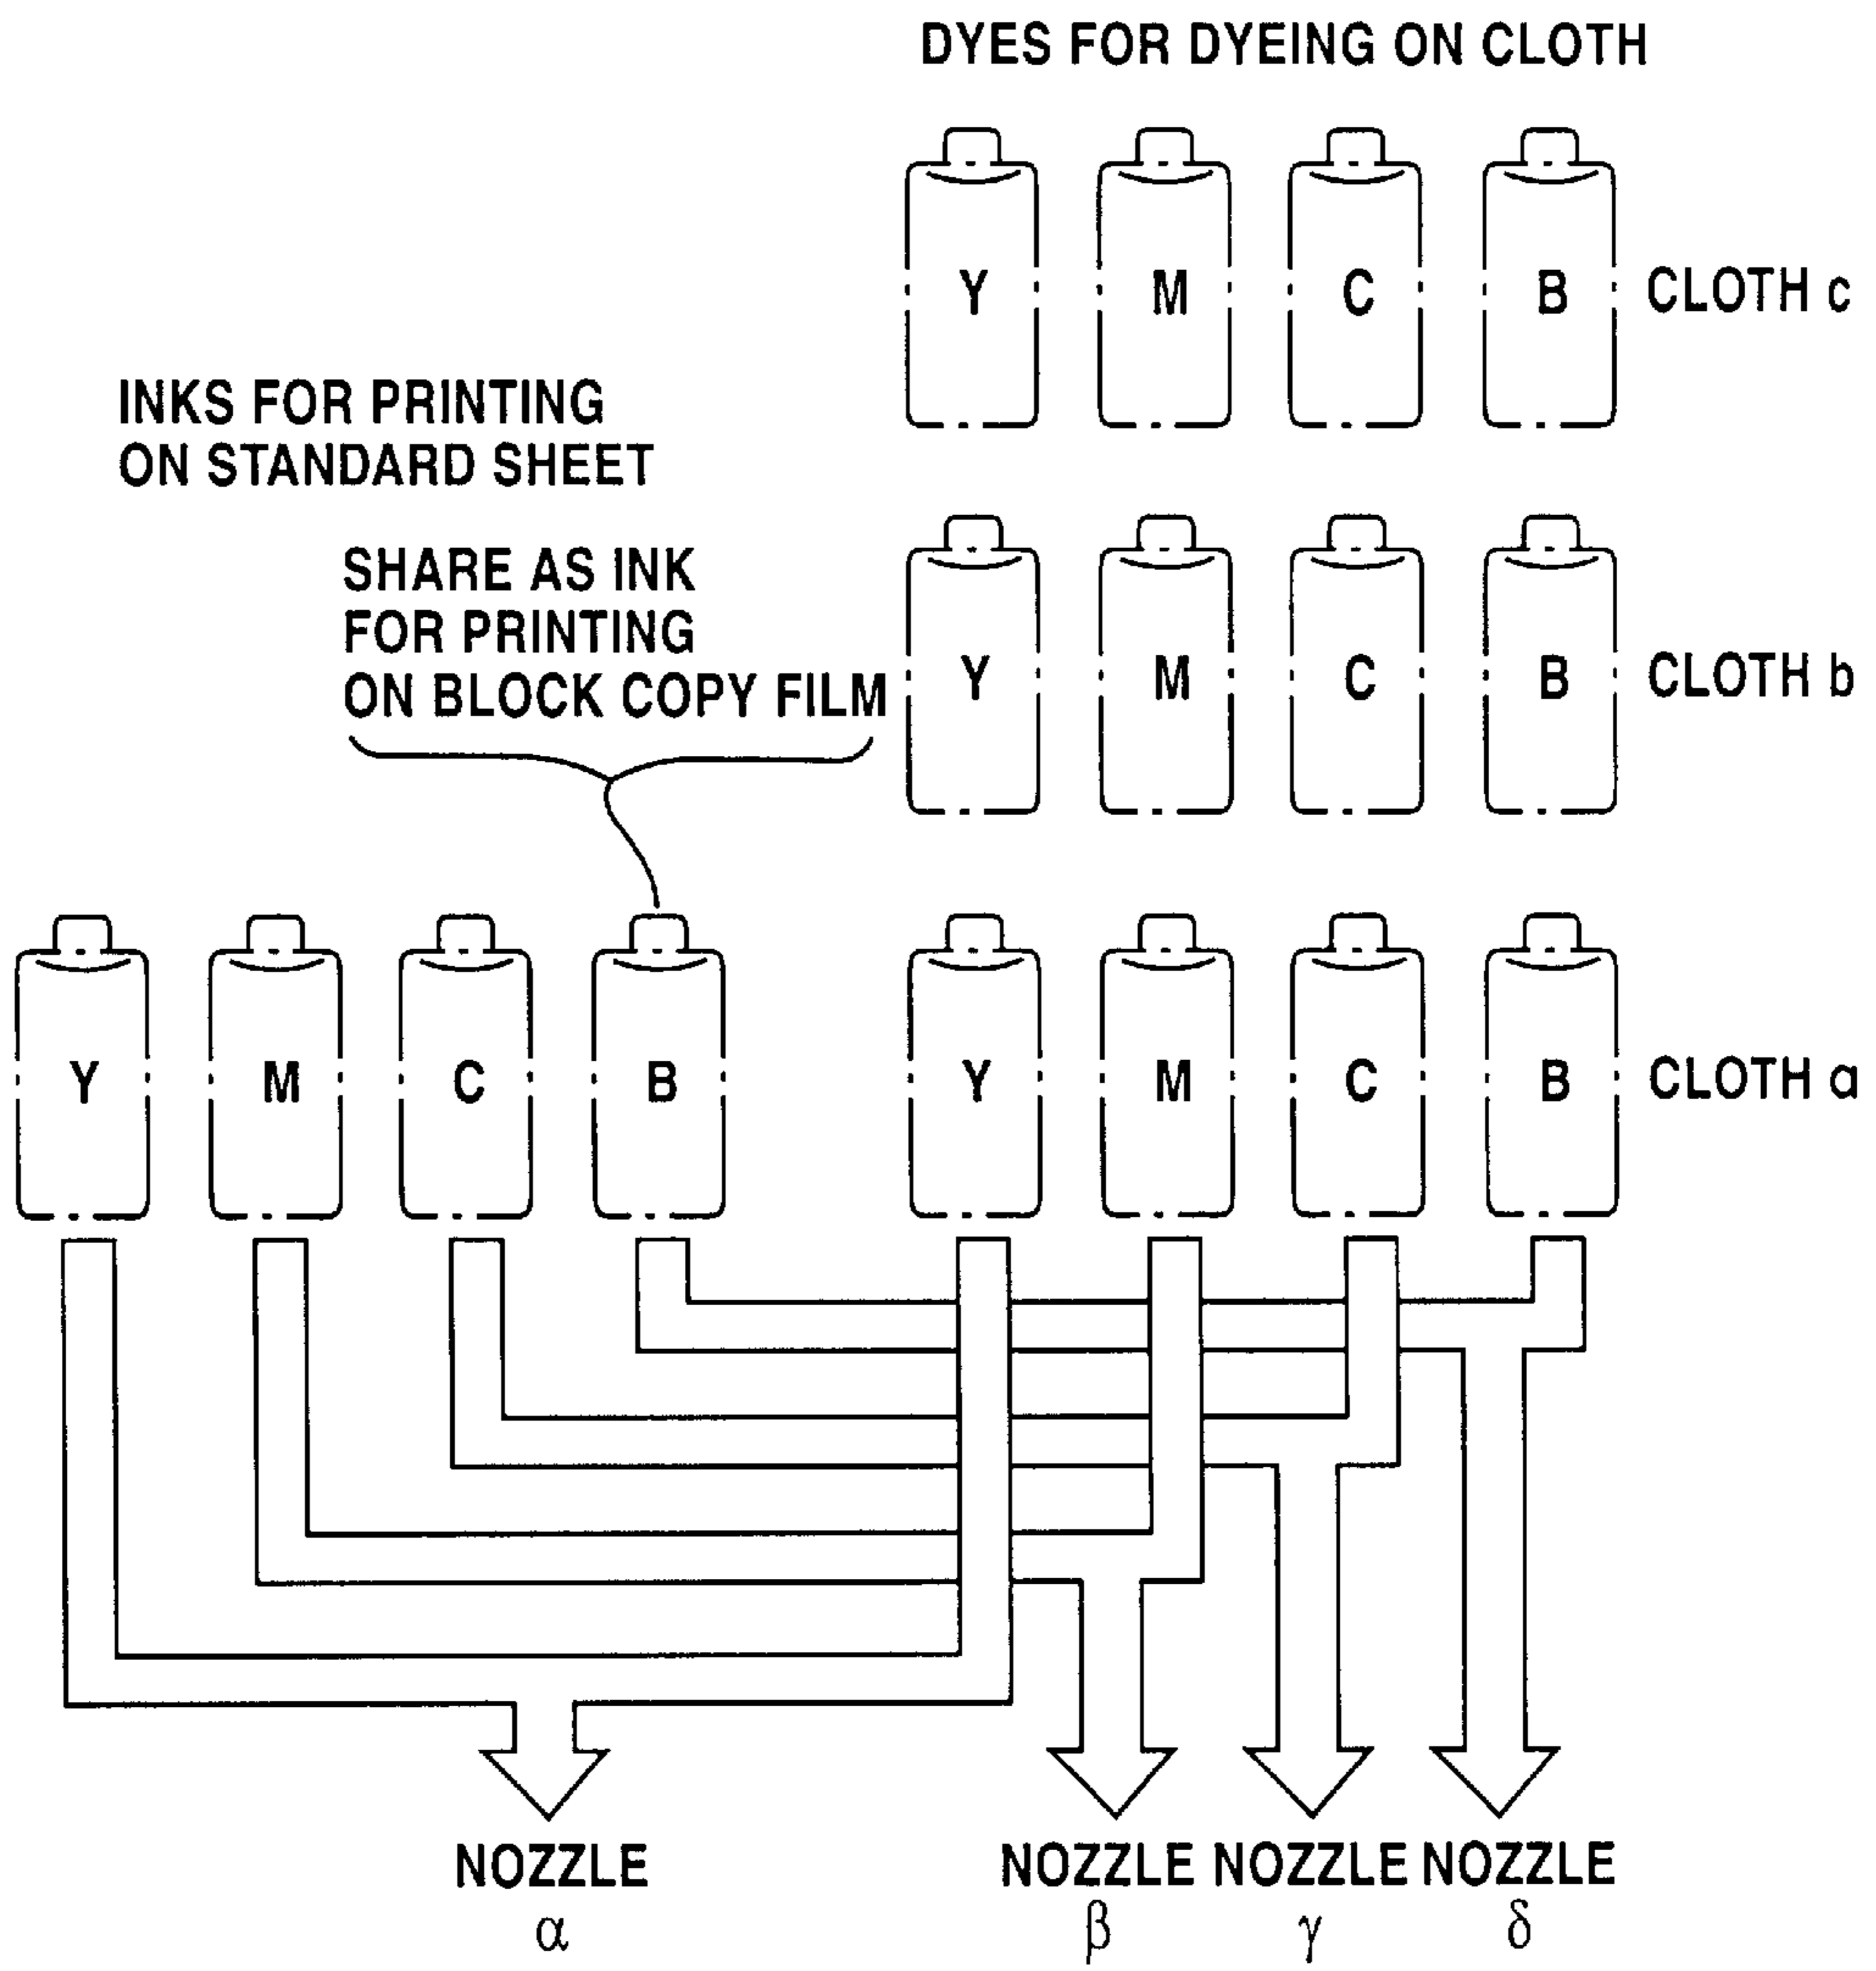 DYES FOR DYEING ON CLOTH
Y M C B CLOTH c
INKS FOR PRINTING
ON STANDARD SHEET
SHARE AS INK
FOR PRINTING
ON BLOCK COPY FILM
Y M C B CLOTH b
Y M C B Y M C B CLOTH a
NOZZLE NOZZLE NOZZLE NOZZLE
α β γ δ